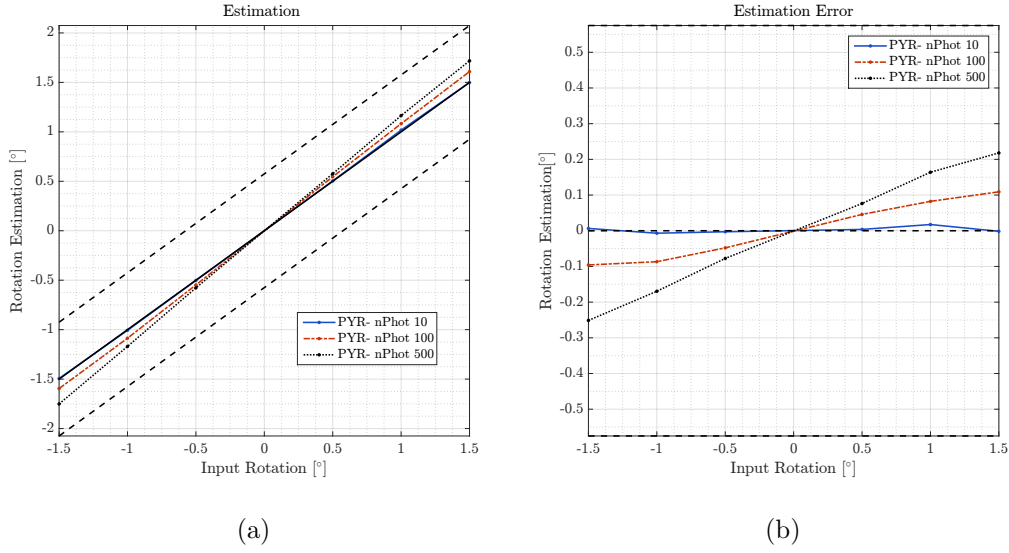 Estimation
2
1.5
1
0.5
0
-0.5
-1
-1.5
-2
Rotation Estimation [°]
PYR- nPhot 10
PYR- nPhot 100
PYR- nPhot 500
-1.5 -1 -0.5 0 0.5 1 1.5
Input Rotation [°]
(a)
Estimation Error
0.5
0.4
0.3
0.2
0.1
0
-0.1
-0.2
-0.3
-0.4
-0.5
Rotation Estimation[°]
PYR- nPhot 10
PYR- nPhot 100
PYR- nPhot 500
-1.5 -1 -0.5 0 0.5 1 1.5
Input Rotation [°]
(b)